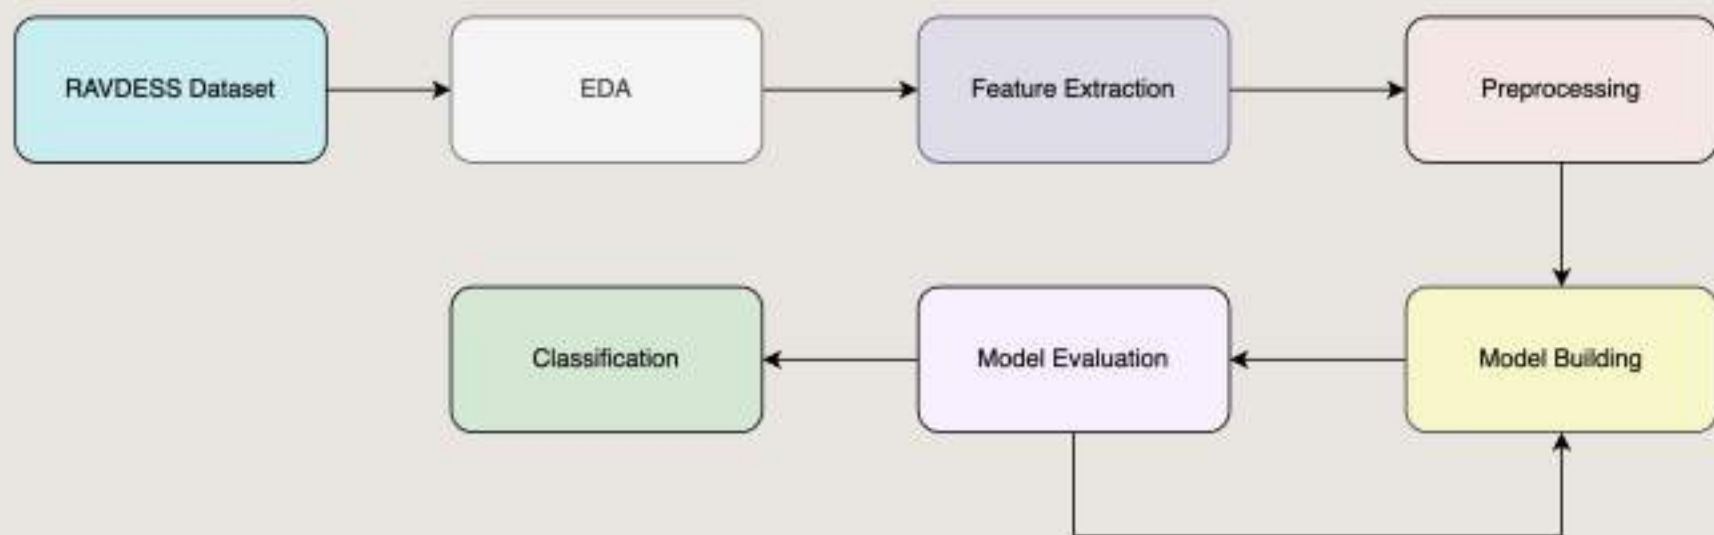 RAVDESS Dataset
EDA
Feature Extraction
Preprocessing
Classification
Model Evaluation
Model Building